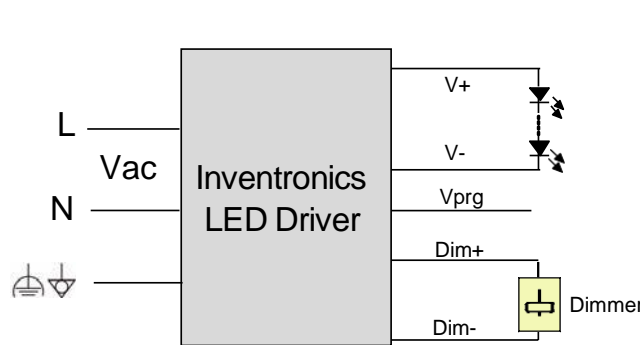 L
Vac
N
Inventronics
LED Driver
V+
V-
Vprg
Dim+
Dim-
Dimmer